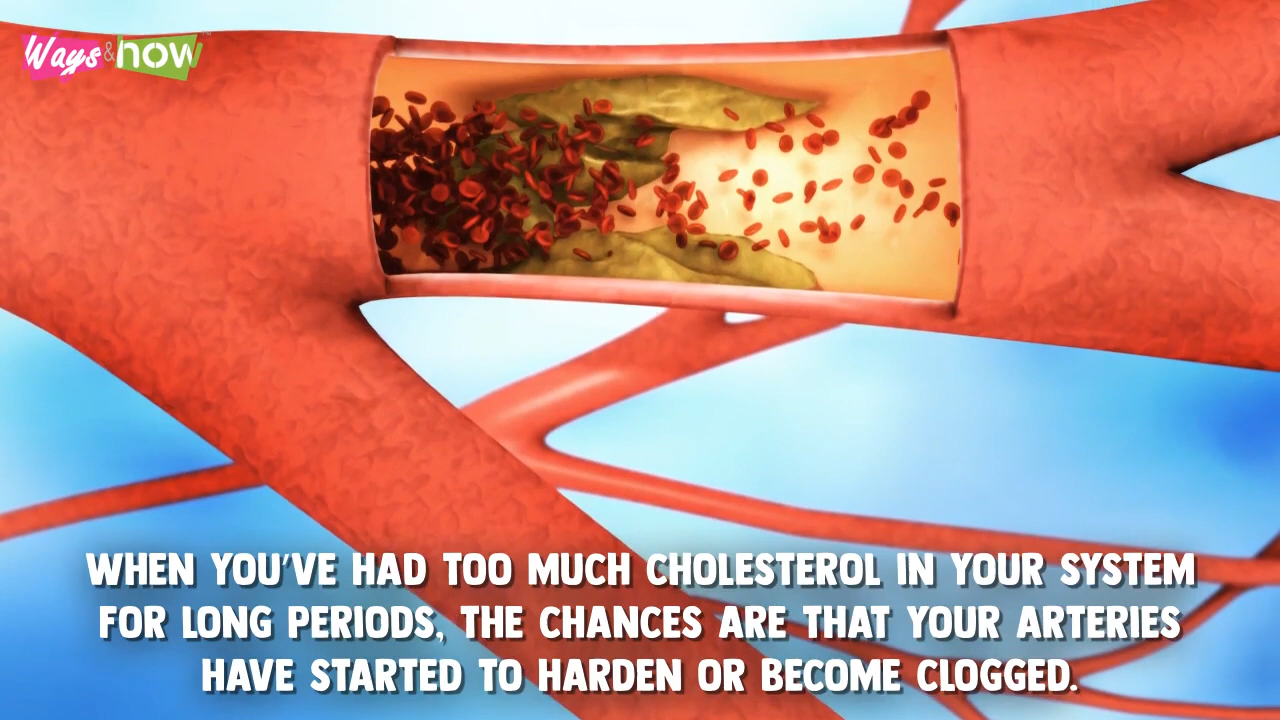 Ways & how
WHEN YOU'VE HAD TOO MUCH CHOLESTEROL IN YOUR SYSTEM
FOR LONG PERIODS, THE CHANCES ARE THAT YOUR ARTERIES
HAVE STARTED TO HARDEN OR BECOME CLOGGED.